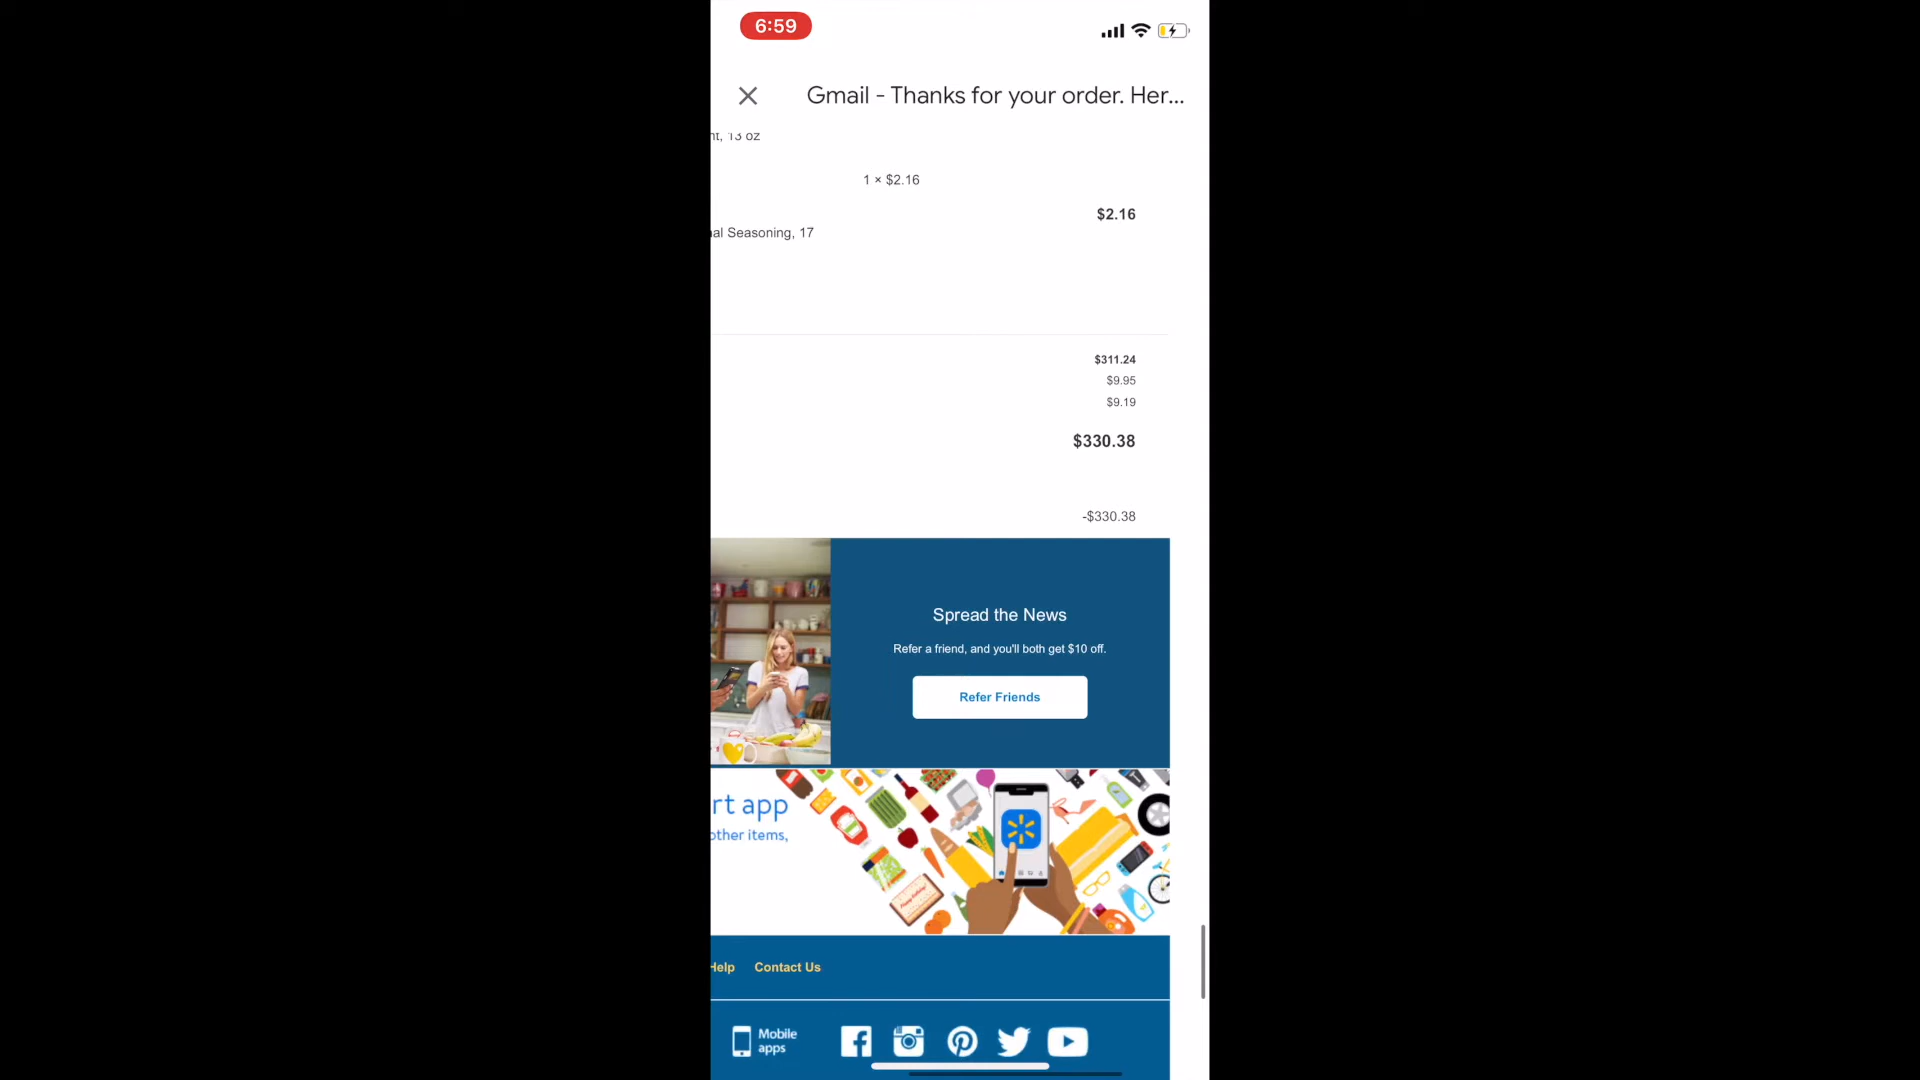 6:59
Gmail - Thanks for your order. Her...
nt, 13 oz
1 × $2.16
$2.16
al Seasoning, 17
$311.24
$9.95
$9.19
$330.38
-$330.38
Spread the News
Refer a friend, and you'll both get $10 off.
Refer Friends
rt app
other items,
Help Contact Us
Mobile
apps